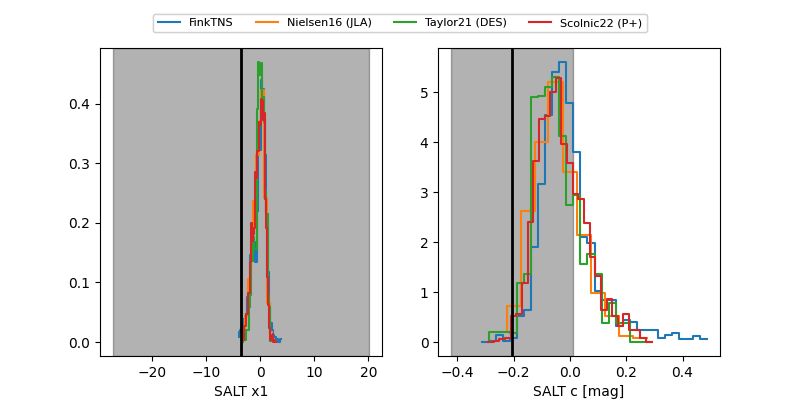 FinkTNS Nielsen16 (JLA) Taylor21 (DES) Scolnic22 (P+)
0.4
0.3
0.2
0.1
0.0
−20 −10 0 10 20
SALT x1
5
4
3
2
1
0
−0.4 −0.2 0.0 0.2 0.4
SALT c [mag]